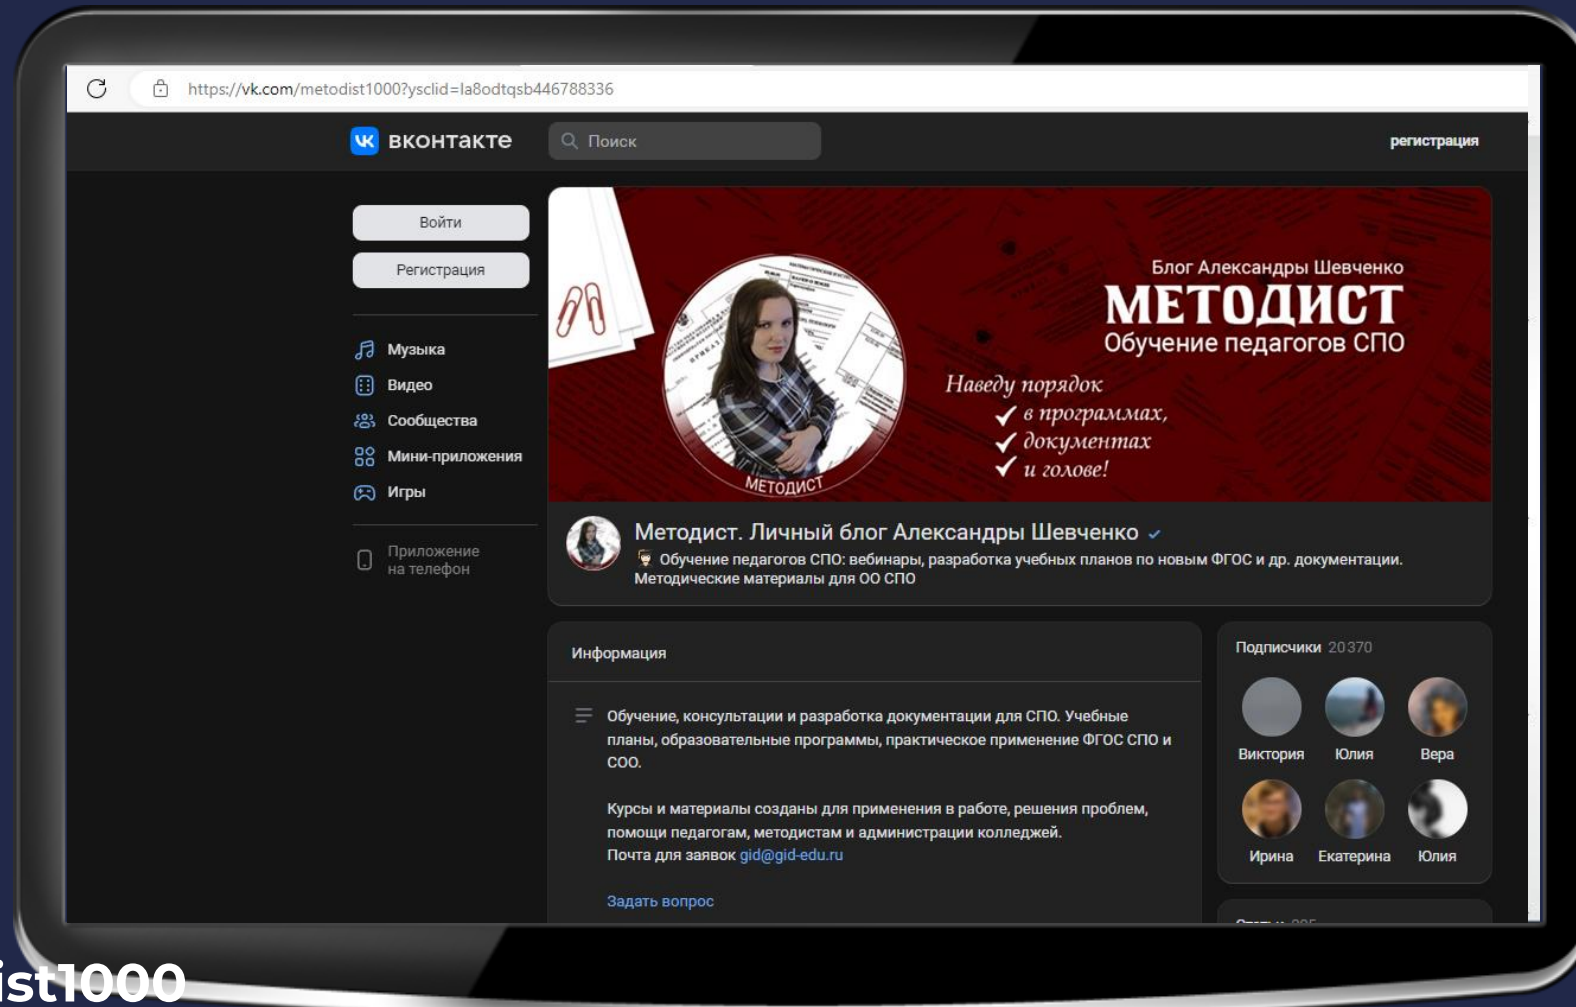 https://vk.com/metodist1000?ysclid=la8odtqsb446788336
вконтакте
Поиск
регистрация
Войти
Регистрация
Музыка
Видео
Сообщества
Мини-приложения
Игры
Приложение
на телефон
Блог Александры Шевченко
МЕТОДИСТ
Обучение педагогов СПО
Наведу порядок
в программах,
документах
и голове!
МЕТОДИСТ
Методист. Личный блог Александры Шевченко
Обучение педагогов СПО: вебинары, разработка учебных планов по новым ФГОС и др. документации.
Методические материалы для ОО СПО
Информация
Обучение, консультации и разработка документации для СПО. Учебные
планы, образовательные программы, практическое применение ФГОС СПО и
СОО.
Курсы и материалы созданы для применения в работе, решения проблем,
помощи педагогам, методистам и администрации колледжей.
Почта для заявок gid@gid-edu.ru
Задать вопрос
Подписчики 20 370
Виктория Юлия Вера
Ирина Екатерина Юлия
ist1000